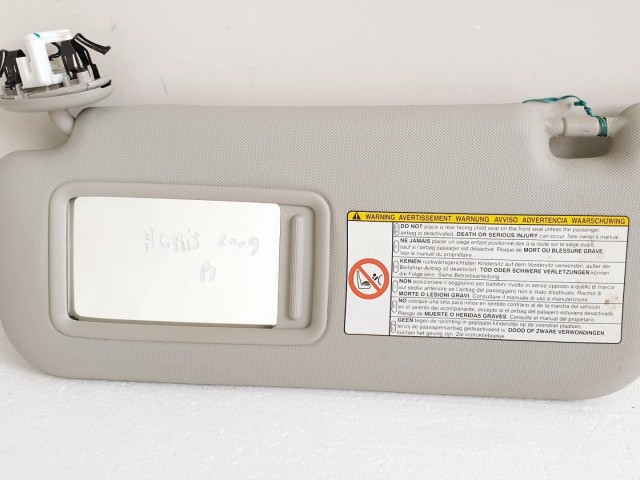 AURIS 2009
WARNING AVERTISSEMENT WARNUNG AVVISO ADVERTENCIA WAARSCHUWING
DO NOT place a rear facing child seat on the front seat unless the passenger
airbag is deactivated. DEATH OR SERIOUS INJURY can occur. See owner's manual.
NE JAMAIS placer un siège enfant positionné dos à la route sur le siège avant,
sauf si l'airbag passager est désactivé. Risque de MORT OU BLESSURE GRAVE.
Voir le manuel du propriétaire.
KEINEN rückwärtsgerichteten Kindersitz auf dem Vordersitz verwenden, außer der
Beifahrer-Airbag ist deaktiviert. TOD ODER SCHWERE VERLETZUNGEN können
die Folge sein. Siehe Betriebsanleitung
NON posizionare il seggiolino per bambini rivolto in senso opposto a quello di marcia
sul sedile anteriore se l'airbag del passeggero non è stato disattivato. Rischio di
MORTE O LESIONI GRAVI. Consultare il manuale di uso e manutenzione.
NO coloque una silla para niños en sentido contrario al de la marcha del vehículo
en el asiento del acompañante, excepto si el airbag del pasajero estuviera desactivado.
Riesgo de MUERTE O HERIDAS GRAVES. Consulte el manual del propietario.
GEEN tegen de rijrichting in geplaatst kinderzitje op de voorstoel plaatsen,
tenzij de passagiersairbag gedeactiveerd is. DOOD OF ZWARE VERWONDINGEN
kunnen het gevolg zijn. Zie instructieboekje.